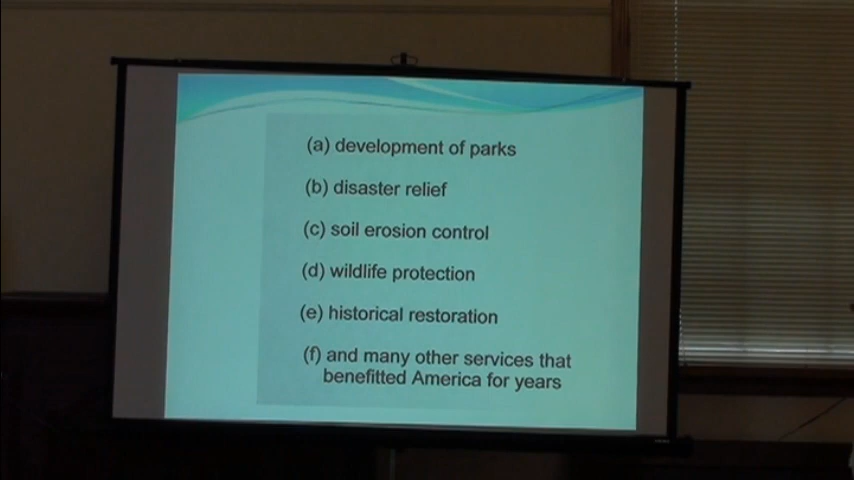 (a) development of parks
(b) disaster relief
(c) soil erosion control
(d) wildlife protection
(e) historical restoration
(f) and many other services that
benefitted America for years